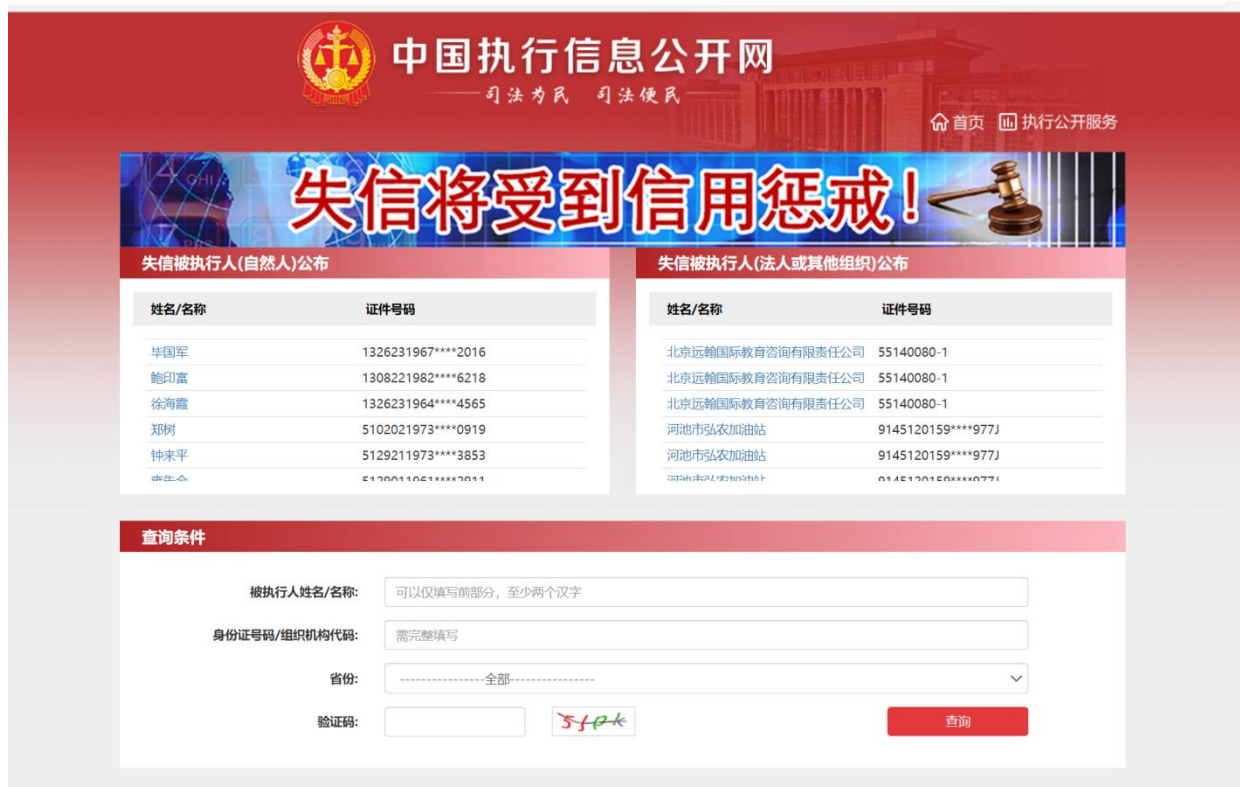 中国执行信息公开网
司法为民 司法便民
首页 执行公开服务
失信将受到信用惩戒!
失信被执行人(自然人)公布
姓名/名称 证件号码
毕国军 1326231967****2016
鲍印富 1308221982****6218
徐海霞 1326231964****4565
郑树 5102021973****0919
钟来平 5129211973****3853
失信被执行人(法人或其他组织)公布
姓名/名称 证件号码
北京远翰国际教育咨询有限责任公司 55140080-1
北京远翰国际教育咨询有限责任公司 55140080-1
北京远翰国际教育咨询有限责任公司 55140080-1
河池市弘农加油站 9145120159****977J
河池市弘农加油站 9145120159****977J
河池市弘农加油站 9145120159****977J
查询条件
被执行人姓名/名称: 可以仅填写前部分，至少两个汉字
身份证号码/组织机构代码: 需完整填写
省份: ----------------全部----------------
验证码:
查询